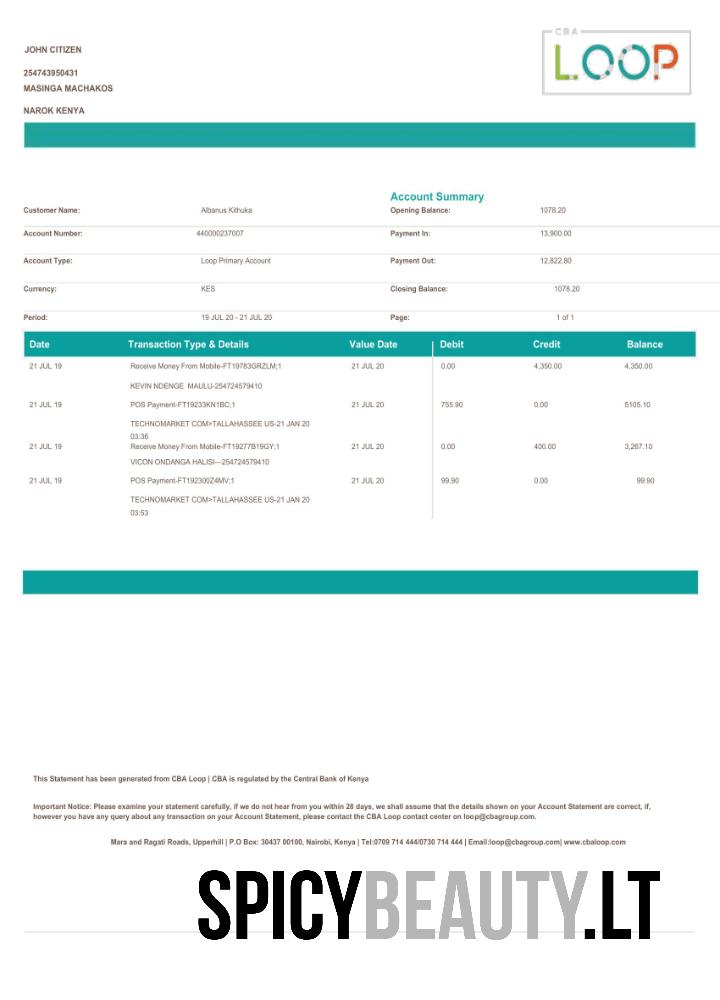 JOHN CITIZEN
254743950431
MASINGA MACHAKOS
NAROK KENYA
CBA
LOOP
Account Summary
Customer Name: Albanus Kithuka Opening Balance: 1078.20
Account Number: 440000237007 Payment In: 13,900.00
Account Type: Loop Primary Account Payment Out: 12,822.80
Currency: KES Closing Balance: 1078.20
Period: 19 JUL 20 - 21 JUL 20 Page: 1 of 1
Date Transaction Type & Details Value Date Debit Credit Balance
21 JUL 19 Receive Money From Mobile-FT19783GRZLM;1 21 JUL 20 0.00 4,350.00 4,350.00
KEVIN NDENGE MAULU-254724579410
21 JUL 19 POS Payment-FT19233KN1BC;1 21 JUL 20 755.90 0.00 5105.10
TECHNOMARKET COM>TALLAHASSEE US-21 JAN 20
03:36
21 JUL 19 Receive Money From Mobile-FT19277B19GY;1 21 JUL 20 0.00 400.00 3,267.10
VICON ONDANGA HALISI---254724579410
21 JUL 19 POS Payment-FT192300Z4MV;1 21 JUL 20 99.90 0.00 99.90
TECHNOMARKET COM>TALLAHASSEE US-21 JAN 20
03:53
This Statement has been generated from CBA Loop | CBA is regulated by the Central Bank of Kenya
Important Notice: Please examine your statement carefully, if we do not hear from you within 28 days, we shall assume that the details shown on your Account Statement are correct, if,
however you have any query about any transaction on your Account Statement, please contact the CBA Loop contact center on loop@cbagroup.com.
Mara and Ragati Roads, Upperhill | P.O Box: 30437 00100, Nairobi, Kenya | Tel:0709 714 444/0730 714 444 | Email:loop@cbagroup.com| www.cbaloop.com
SPICYBEAUTY.LT